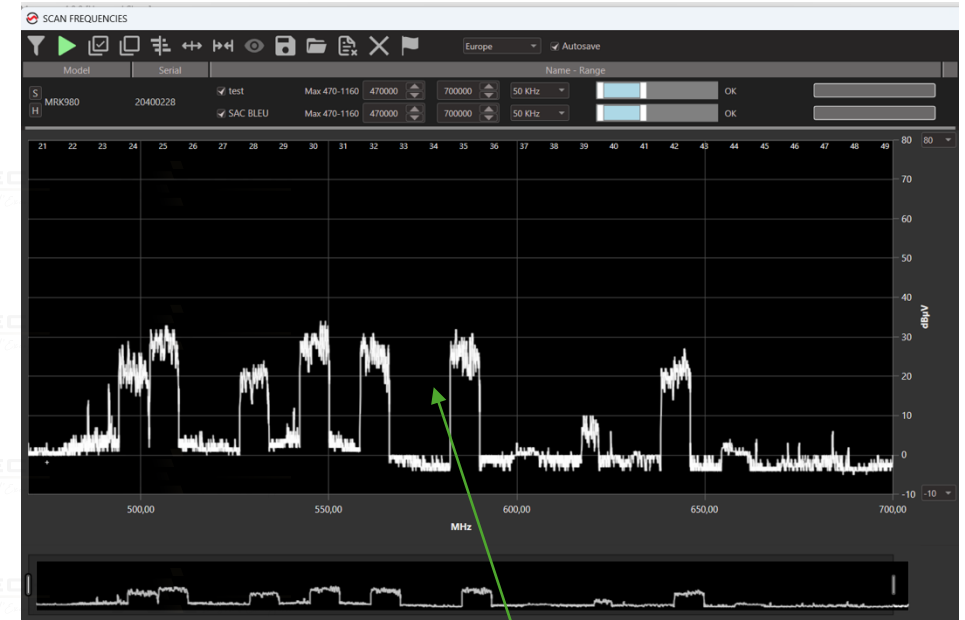 SCAN FREQUENCIES
Europe Autosave
Model Serial Name - Range
S
H
MRK980 20400228
test Max 470-1160 470000 700000 50 KHz OK
SAC BLEU Max 470-1160 470000 700000 50 KHz OK
21 22 23 24 25 26 27 28 29 30 31 32 33 34 35 36 37 38 39 40 41 42 43 44 45 46 47 48 49
80 80
70
60
50
40
30
20
10
0
-10 -10
dBµV
500,00 550,00 600,00 650,00 700,00
MHz